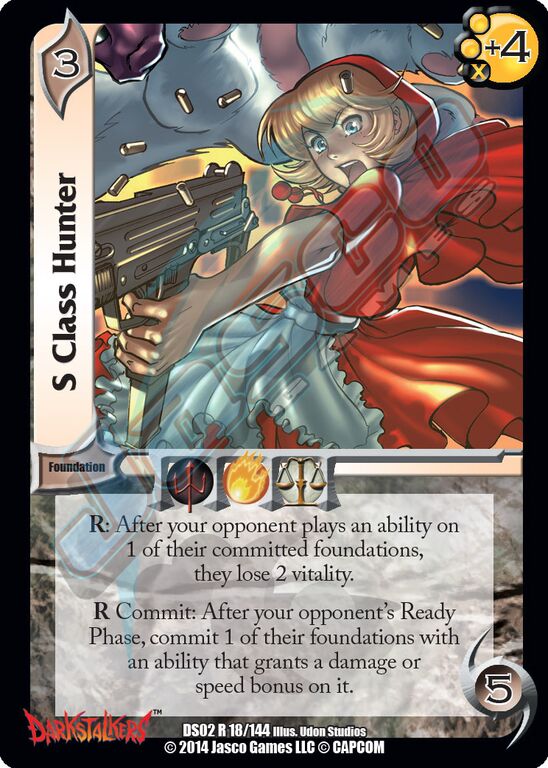 3
+4
X
S Class Hunter
Foundation
R: After your opponent plays an ability on
1 of their committed foundations,
they lose 2 vitality.
R Commit: After your opponent's Ready
Phase, commit 1 of their foundations with
an ability that grants a damage or
speed bonus on it.
5
DARKSTALKERS™
DS02 R 18/144 Illus. Udon Studios
© 2014 Jasco Games LLC © CAPCOM